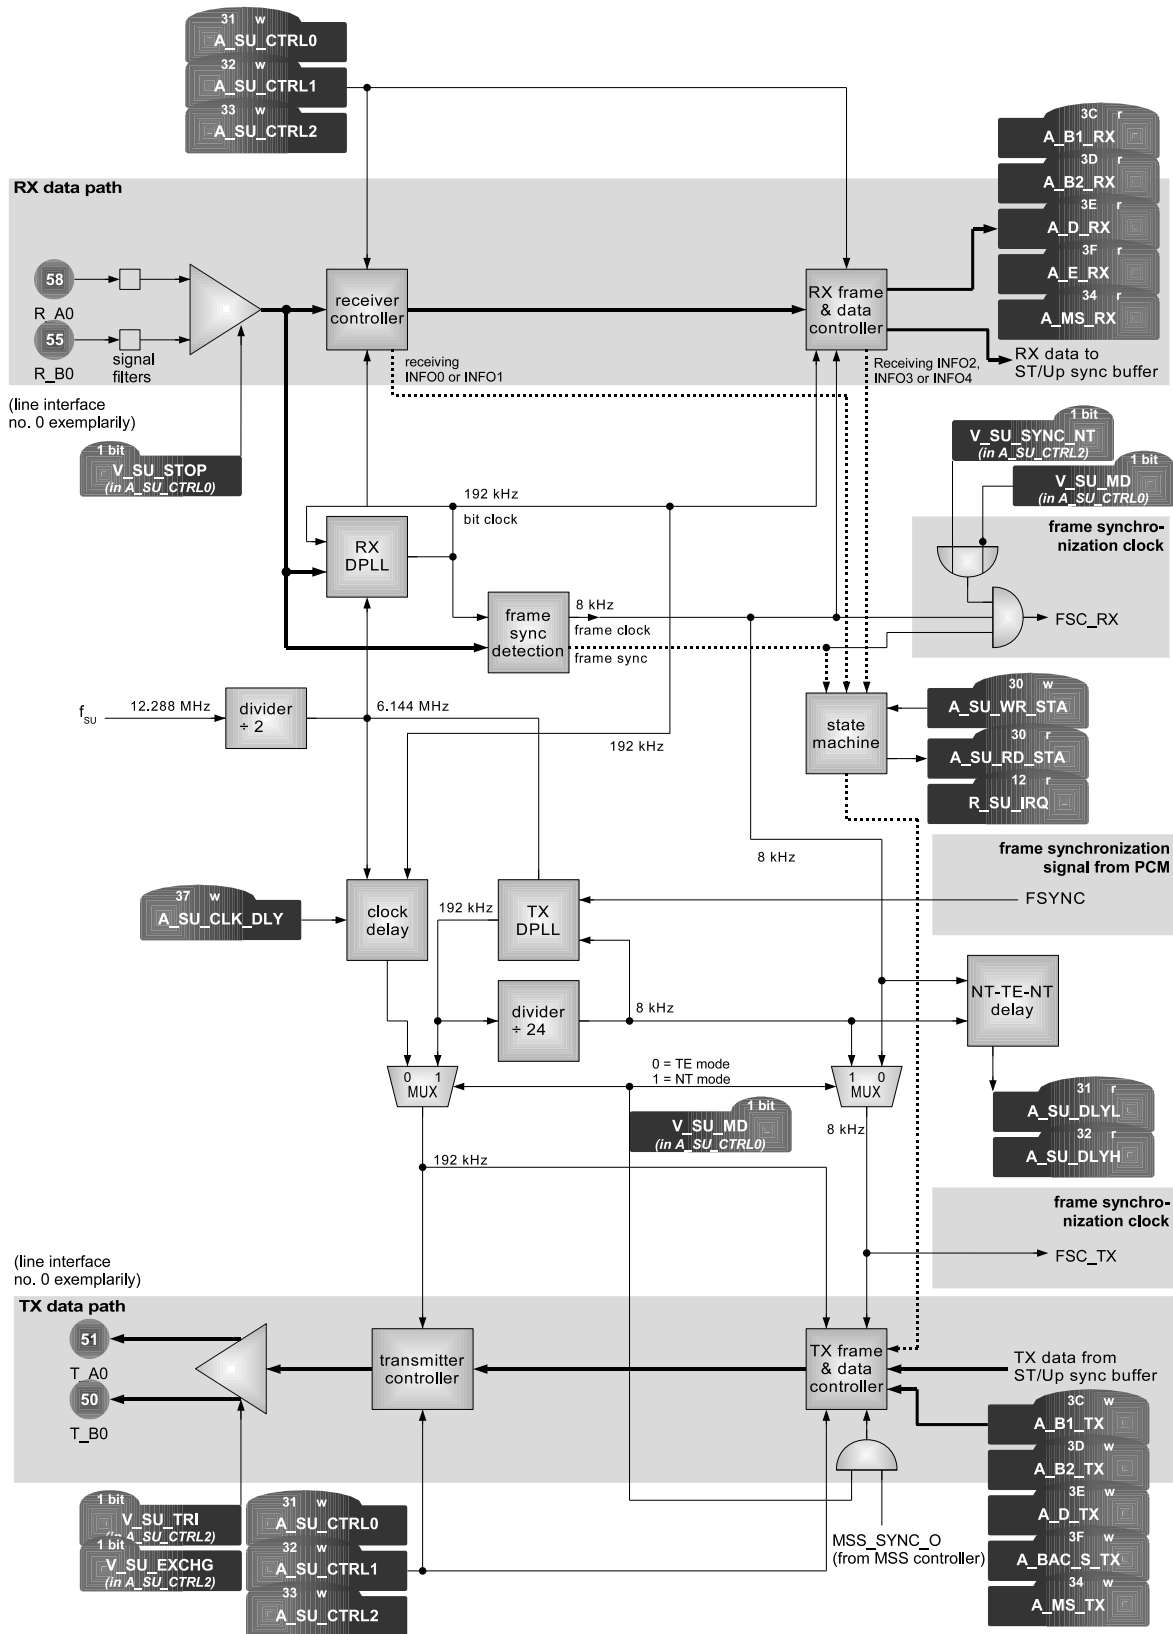 31 w
A_SU_CTRL0
32 w
A_SU_CTRL1
33 w
A_SU_CTRL2
3C r
A_B1_RX
3D r
A_B2_RX
3E r
A_D_RX
3F r
A_E_RX
34 r
A_MS_RX
RX data path
58
R_A0
55
R_B0
signal
filters
receiver
controller
RX frame
& data
controller
receiving
INFO0 or INFO1
Receiving INFO2,
INFO3 or INFO4
RX data to
ST/Up sync buffer
(line interface
no. 0 exemplarily)
1 bit
V_SU_STOP
(in A_SU_CTRL0)
1 bit
V_SU_SYNC_NT
(in A_SU_CTRL2)
1 bit
V_SU_MD
(in A_SU_CTRL0)
192 kHz
bit clock
RX
DPLL
frame synchro-
nization clock
frame
sync
detection
8 kHz
frame clock
frame sync
FSC_RX
f SU
12.288 MHz
divider
÷ 2
6.144 MHz
192 kHz
state
machine
30 w
A_SU_WR_STA
30 r
A_SU_RD_STA
12 r
R_SU_IRQ
8 kHz
frame synchronization
signal from PCM
FSYNC
37 w
A_SU_CLK_DLY
clock
delay
192 kHz
TX
DPLL
divider
÷ 24
8 kHz
NT-TE-NT
delay
0 1
MUX
0 = TE mode
1 = NT mode
1 0
MUX
1 bit
V_SU_MD
(in A_SU_CTRL0)
8 kHz
31 r
A_SU_DLYL
32 r
A_SU_DLYH
192 kHz
frame synchro-
nization clock
FSC_TX
(line interface
no. 0 exemplarily)
TX data path
51
T_A0
50
T_B0
transmitter
controller
TX frame
& data
controller
TX data from
ST/Up sync buffer
3C w
A_B1_TX
3D w
A_B2_TX
3E w
A_D_TX
3F w
A_BAC_S_TX
34 w
A_MS_TX
1 bit
V_SU_TRI
(in A_SU_CTRL2)
1 bit
V_SU_EXCHG
(in A_SU_CTRL2)
31 w
A_SU_CTRL0
32 w
A_SU_CTRL1
33 w
A_SU_CTRL2
MSS_SYNC_O
(from MSS controller)